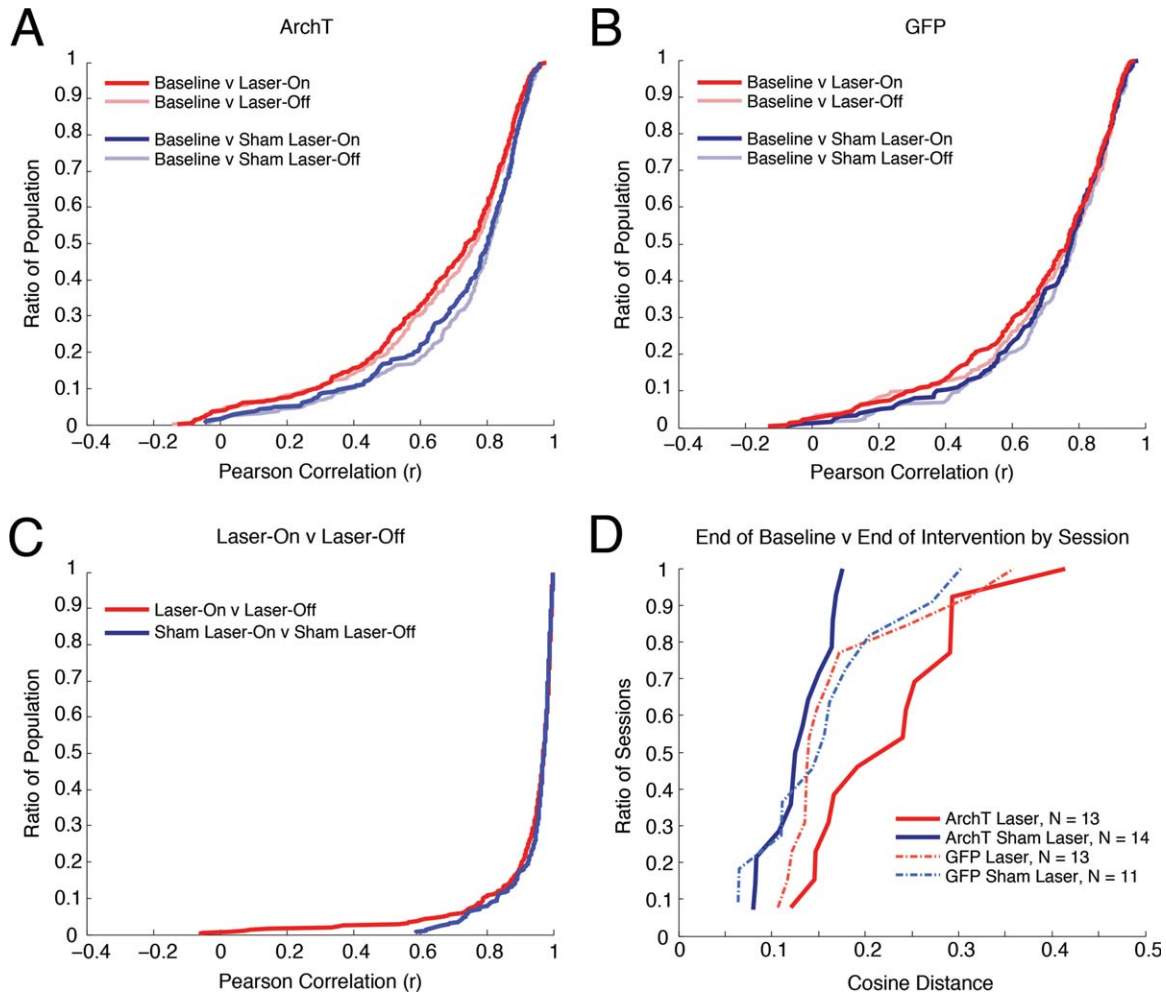 A
ArchT
Baseline v Laser-On
Baseline v Laser-Off
Baseline v Sham Laser-On
Baseline v Sham Laser-Off
Ratio of Population
1
0.9
0.8
0.7
0.6
0.5
0.4
0.3
0.2
0.1
0
−0.4
−0.2
0
0.2
0.4
0.6
0.8
1
Pearson Correlation (r)
B
GFP
Baseline v Laser-On
Baseline v Laser-Off
Baseline v Sham Laser-On
Baseline v Sham Laser-Off
Ratio of Population
1
0.9
0.8
0.7
0.6
0.5
0.4
0.3
0.2
0.1
0
−0.4
−0.2
0
0.2
0.4
0.6
0.8
1
Pearson Correlation (r)
C
Laser-On v Laser-Off
Laser-On v Laser-Off
Sham Laser-On v Sham Laser-Off
Ratio of Population
1
0.9
0.8
0.7
0.6
0.5
0.4
0.3
0.2
0.1
0
−0.4
−0.2
0
0.2
0.4
0.6
0.8
1
Pearson Correlation (r)
D
End of Baseline v End of Intervention by Session
Ratio of Sessions
1
0.9
0.8
0.7
0.6
0.5
0.4
0.3
0.2
0.1
0
ArchT Laser, N = 13
ArchT Sham Laser, N = 14
GFP Laser, N = 13
GFP Sham Laser, N = 11
0
0.1
0.2
0.3
0.4
0.5
Cosine Distance